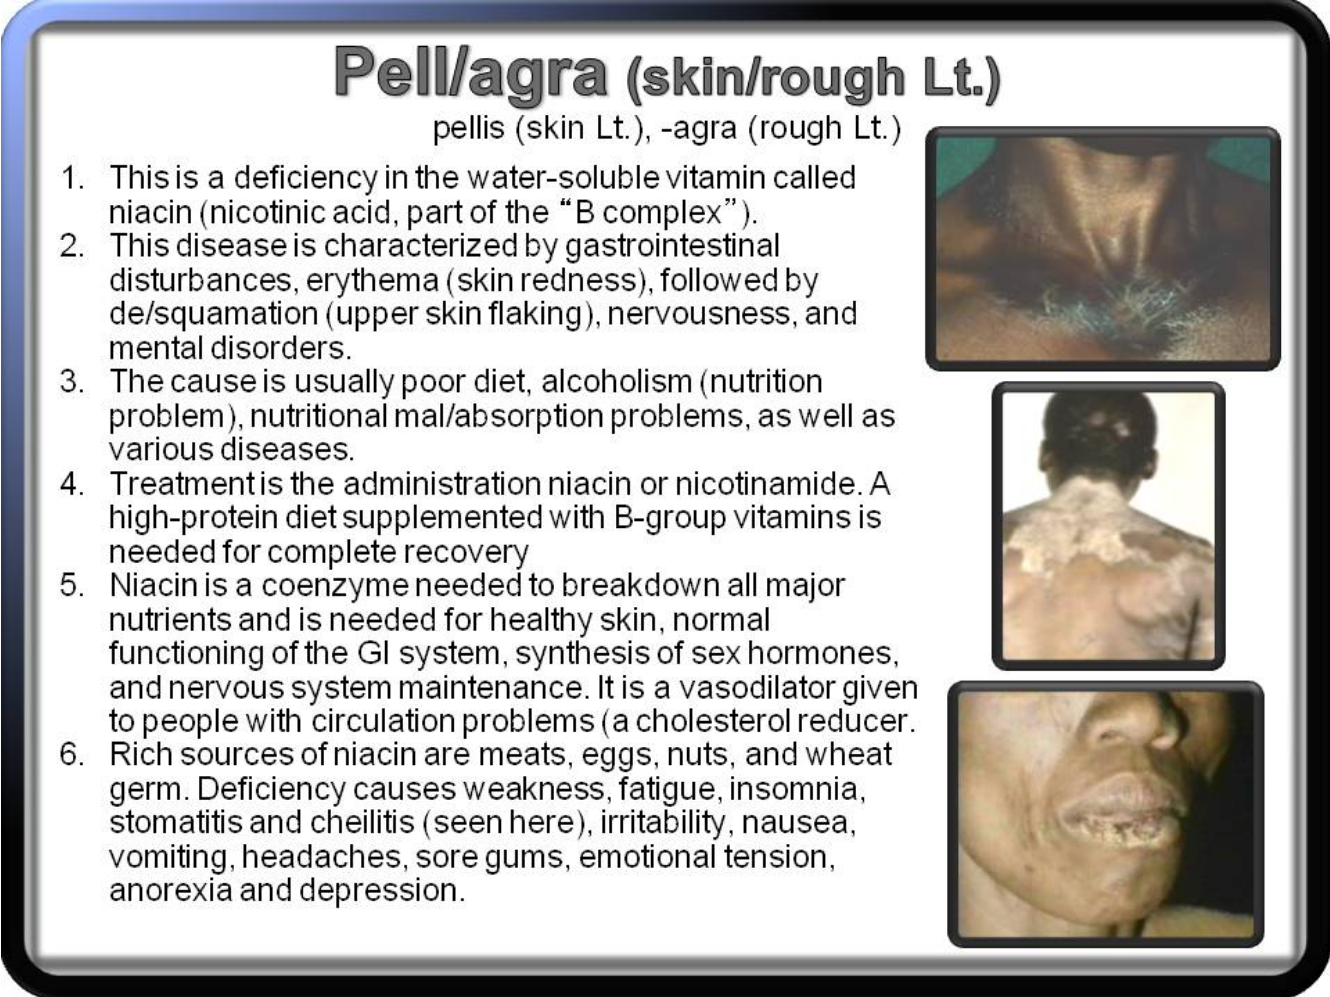 Pell/agra (skin/rough Lt.)
pellis (skin Lt.), -agra (rough Lt.)
1. This is a deficiency in the water-soluble vitamin called
niacin (nicotinic acid, part of the “B complex”).
2. This disease is characterized by gastrointestinal
disturbances, erythema (skin redness), followed by
de/squamation (upper skin flaking), nervousness, and
mental disorders.
3. The cause is usually poor diet, alcoholism (nutrition
problem), nutritional mal/absorption problems, as well as
various diseases.
4. Treatment is the administration niacin or nicotinamide. A
high-protein diet supplemented with B-group vitamins is
needed for complete recovery
5. Niacin is a coenzyme needed to breakdown all major
nutrients and is needed for healthy skin, normal
functioning of the GI system, synthesis of sex hormones,
and nervous system maintenance. It is a vasodilator given
to people with circulation problems (a cholesterol reducer.
6. Rich sources of niacin are meats, eggs, nuts, and wheat
germ. Deficiency causes weakness, fatigue, insomnia,
stomatitis and cheilitis (seen here), irritability, nausea,
vomiting, headaches, sore gums, emotional tension,
anorexia and depression.